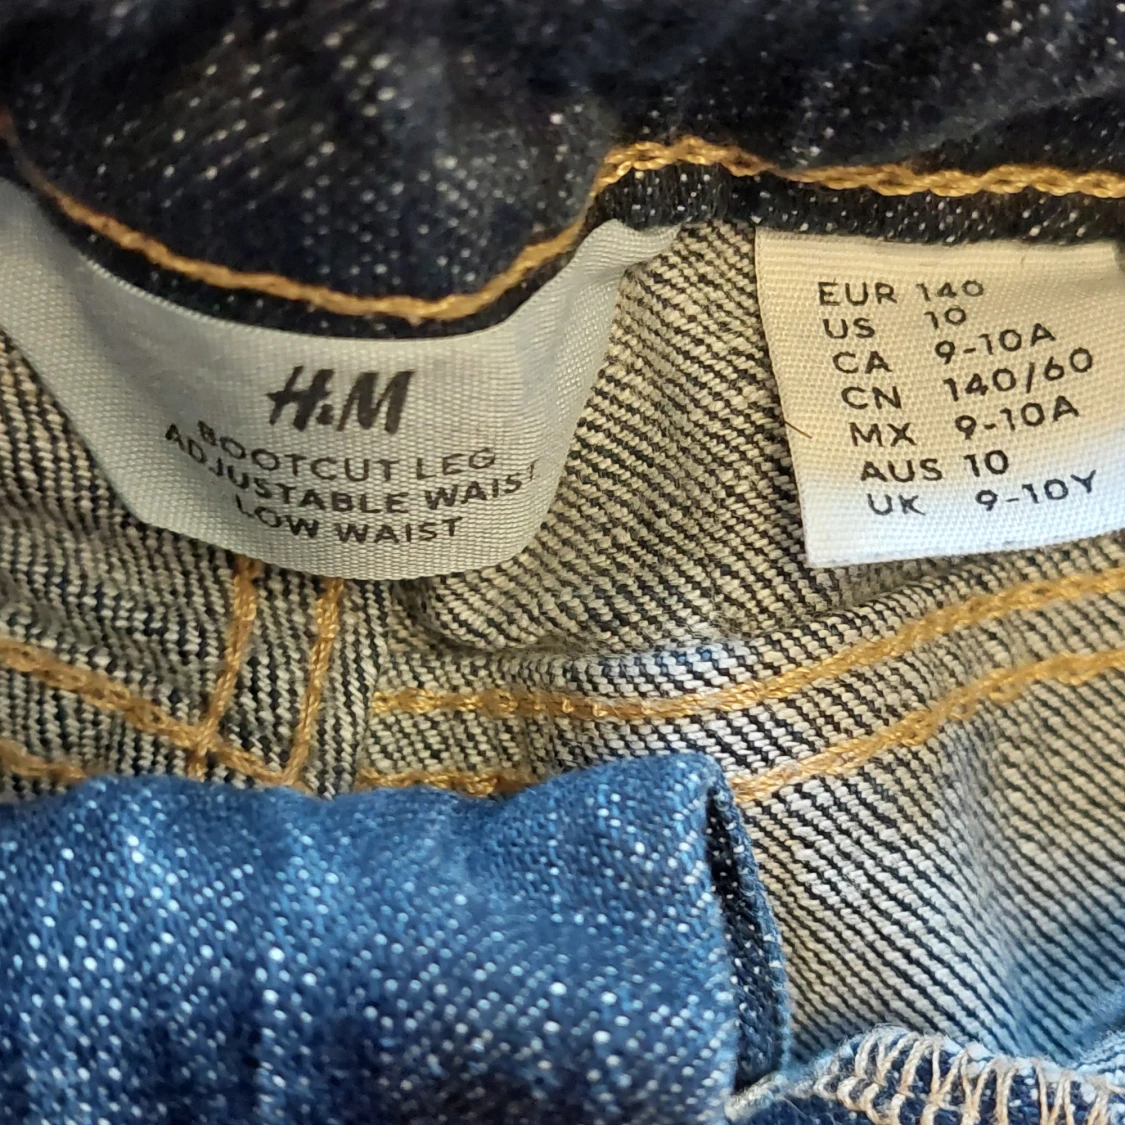 H&M
BOOTCUT LEG
ADJUSTABLE WAIST
LOW WAIST
EUR 140
US 10
CA 9-10A
CN 140/60
MX 9-10A
AUS 10
UK 9-10Y